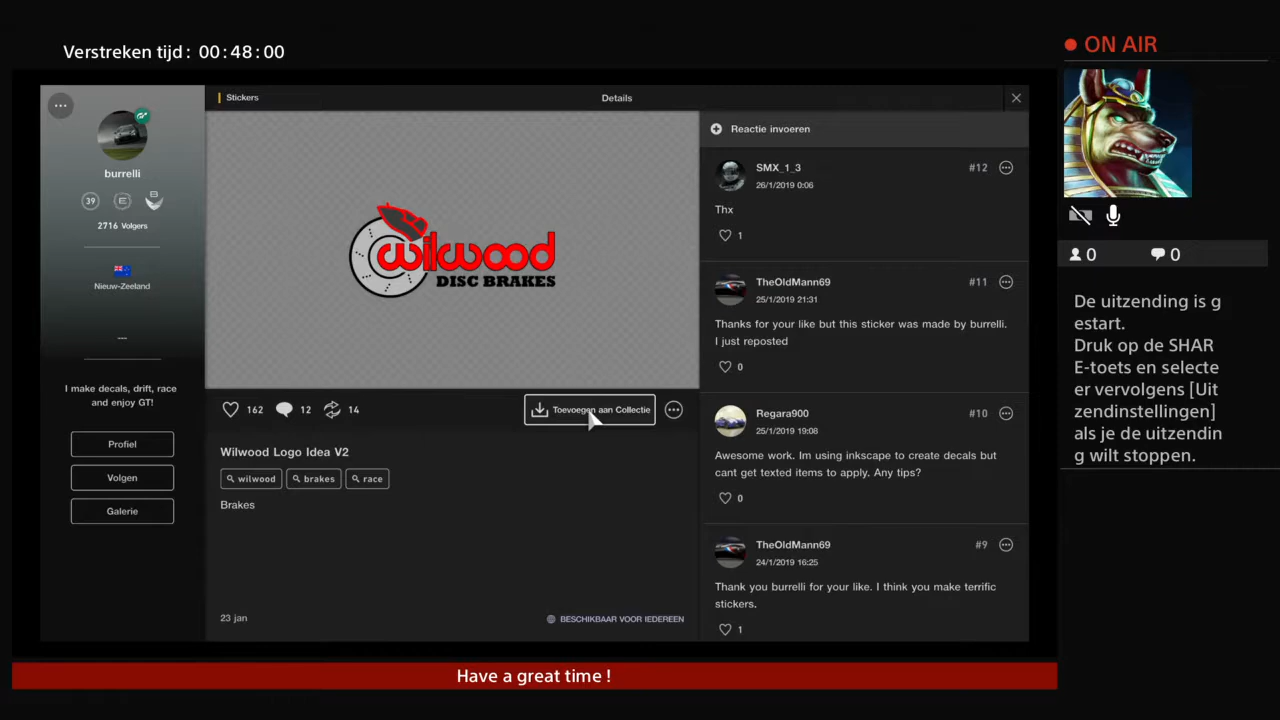 Verstreken tijd : 00:48:00
ON AIR
Stickers
Details
burrelli
39
E
B
2716 Volgers
Nieuw-Zeeland
---
I make decals, drift, race
and enjoy GT!
Profiel
Volgen
Galerie
wilwood
DISC BRAKES
162
12
14
Toevoegen aan Collectie
Wilwood Logo Idea V2
wilwood
brakes
race
Brakes
23 jan
BESCHIKBAAR VOOR IEDEREEN
Reactie invoeren
SMX_1_3
#12
26/1/2019 0:06
Thx
1
TheOldMann69
#11
25/1/2019 21:31
Thanks for your like but this sticker was made by burrelli.
I just reposted
0
Regara900
#10
25/1/2019 19:08
Awesome work. Im using inkscape to create decals but
cant get texted items to apply. Any tips?
0
TheOldMann69
#9
24/1/2019 16:25
Thank you burrelli for your like. I think you make terrific
stickers.
1
0
0
De uitzending is g
estart.
Druk op de SHAR
E-toets en selecte
er vervolgens [Uit
zendinstellingen]
als je de uitzendin
g wilt stoppen.
Have a great time !